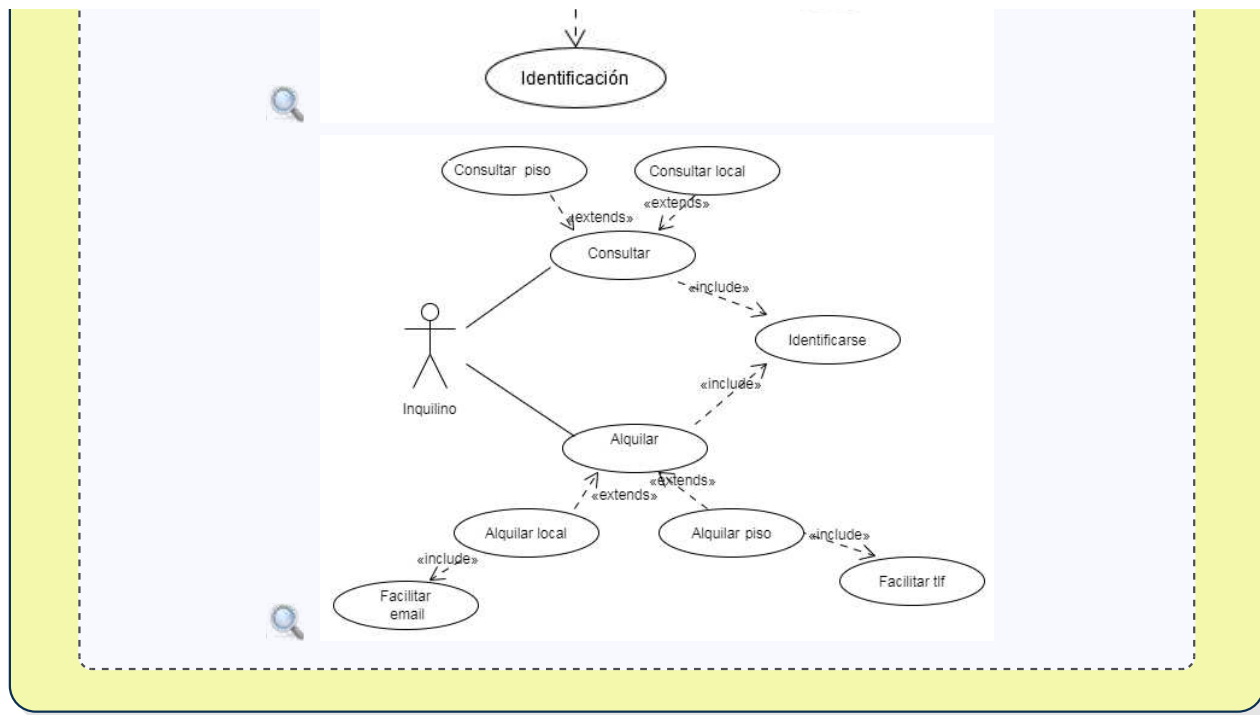 Identificación
Consultar piso
Consultar local
«extends»
«extends»
Consultar
«include»
Identificarse
«include»
Inquilino
Alquilar
«extends»
«extends»
Alquilar local
Alquilar piso
«include»
«include»
Facilitar tlf
Facilitar
email